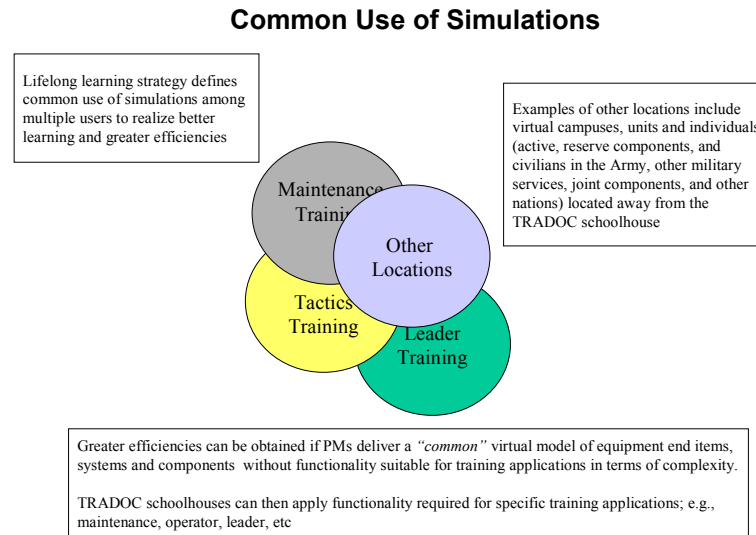 Common Use of Simulations
Lifelong learning strategy defines
common use of simulations among
multiple users to realize better
learning and greater efficiencies
Examples of other locations include
virtual campuses, units and individuals
(active, reserve components, and
civilians in the Army, other military
services, joint components, and other
nations) located away from the
TRADOC schoolhouse
Maintenance
Training
Other
Locations
Tactics
Training
Leader
Training
Greater efficiencies can be obtained if PMs deliver a “common” virtual model of equipment end items,
systems and components without functionality suitable for training applications in terms of complexity.
TRADOC schoolhouses can then apply functionality required for specific training applications; e.g.,
maintenance, operator, leader, etc